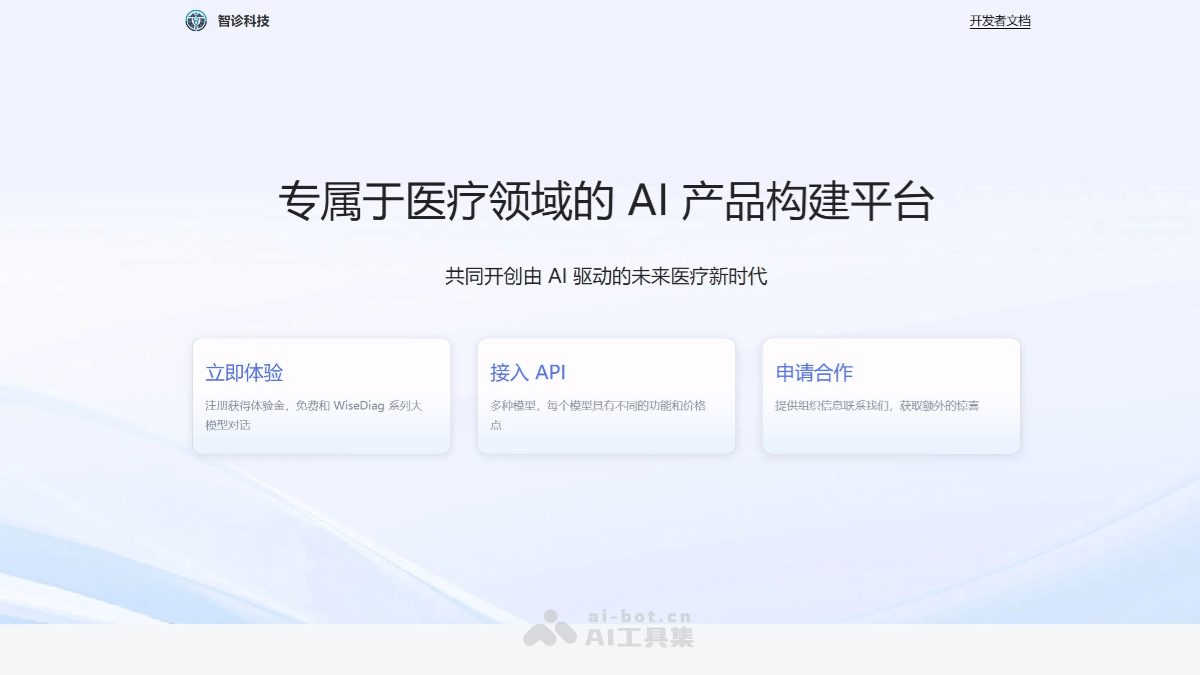 智诊科技
开发者文档
专属于医疗领域的 AI 产品构建平台
共同开创由 AI 驱动的未来医疗新时代
立即体验
注册获得体验金，免费和 WiseDiag 系列大
模型对话
接入 API
多种模型，每个模型具有不同的功能和价格
点
申请合作
提供组织信息联系我们，获取额外的惊喜
ai-bot.cn
AI工具集